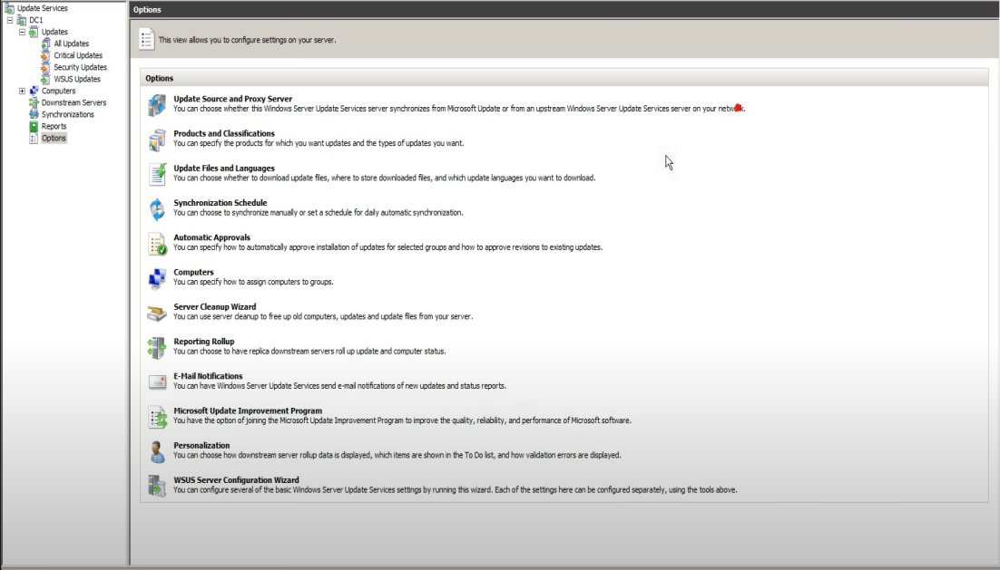 Update Services
DC1
Updates
All Updates
Critical Updates
Security Updates
WSUS Updates
Computers
Downstream Servers
Synchronizations
Reports
Options
Options
This view allows you to configure settings on your server.
Options
Update Source and Proxy Server
You can choose whether this Windows Server Update Services server synchronizes from Microsoft Update or from an upstream Windows Server Update Services server on your network.
Products and Classifications
You can specify the products for which you want updates and the types of updates you want.
Update Files and Languages
You can choose whether to download update files, where to store downloaded files, and which update languages you want to download.
Synchronization Schedule
You can choose to synchronize manually or set a schedule for daily automatic synchronization.
Automatic Approvals
You can specify how to automatically approve installation of updates for selected groups and how to approve revisions to existing updates.
Computers
You can specify how to assign computers to groups.
Server Cleanup Wizard
You can use server cleanup to free up old computers, updates and update files from your server.
Reporting Rollup
You can choose to have replica downstream servers roll up update and computer status.
E-Mail Notifications
You can have Windows Server Update Services send e-mail notifications of new updates and status reports.
Microsoft Update Improvement Program
You have the option of joining the Microsoft Update Improvement Program to improve the quality, reliability, and performance of Microsoft software.
Personalization
You can choose how downstream server rollup data is displayed, which items are shown in the To Do list, and how validation errors are displayed.
WSUS Server Configuration Wizard
You can configure several of the basic Windows Server Update Services settings by running this wizard. Each of the settings here can be configured separately, using the tools above.